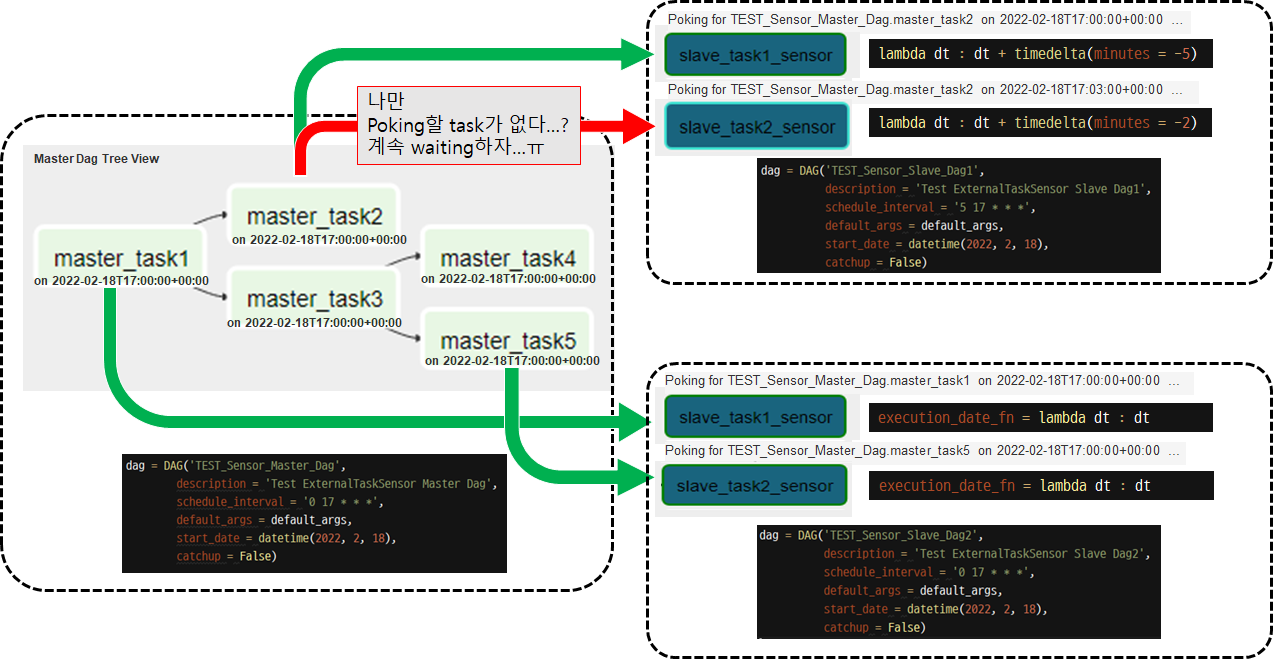 Poking for TEST_Sensor_Master_Dag.master_task2 on 2022-02-18T17:00:00+00:00 ...
slave_task1_sensor
lambda dt : dt + timedelta(minutes = -5)
Poking for TEST_Sensor_Master_Dag.master_task2 on 2022-02-18T17:03:00+00:00 ...
slave_task2_sensor
lambda dt : dt + timedelta(minutes = -2)
dag = DAG('TEST_Sensor_Slave_Dag1',
description = 'Test ExternalTaskSensor Slave Dag1',
schedule_interval = '5 17 * * *',
default_args = default_args,
start_date = datetime(2022, 2, 18),
catchup = False)
나만
Poking할 task가 없다...?
계속 waiting하자...ㅠ
Master Dag Tree View
master_task1
on 2022-02-18T17:00:00+00:00
master_task2
on 2022-02-18T17:00:00+00:00
master_task3
on 2022-02-18T17:00:00+00:00
master_task4
on 2022-02-18T17:00:00+00:00
master_task5
on 2022-02-18T17:00:00+00:00
dag = DAG('TEST_Sensor_Master_Dag',
description = 'Test ExternalTaskSensor Master Dag',
schedule_interval = '0 17 * * *',
default_args = default_args,
start_date = datetime(2022, 2, 18),
catchup = False)
Poking for TEST_Sensor_Master_Dag.master_task1 on 2022-02-18T17:00:00+00:00 ...
slave_task1_sensor
execution_date_fn = lambda dt : dt
Poking for TEST_Sensor_Master_Dag.master_task5 on 2022-02-18T17:00:00+00:00 ...
slave_task2_sensor
execution_date_fn = lambda dt : dt
dag = DAG('TEST_Sensor_Slave_Dag2',
description = 'Test ExternalTaskSensor Slave Dag2',
schedule_interval = '0 17 * * *',
default_args = default_args,
start_date = datetime(2022, 2, 18),
catchup = False)